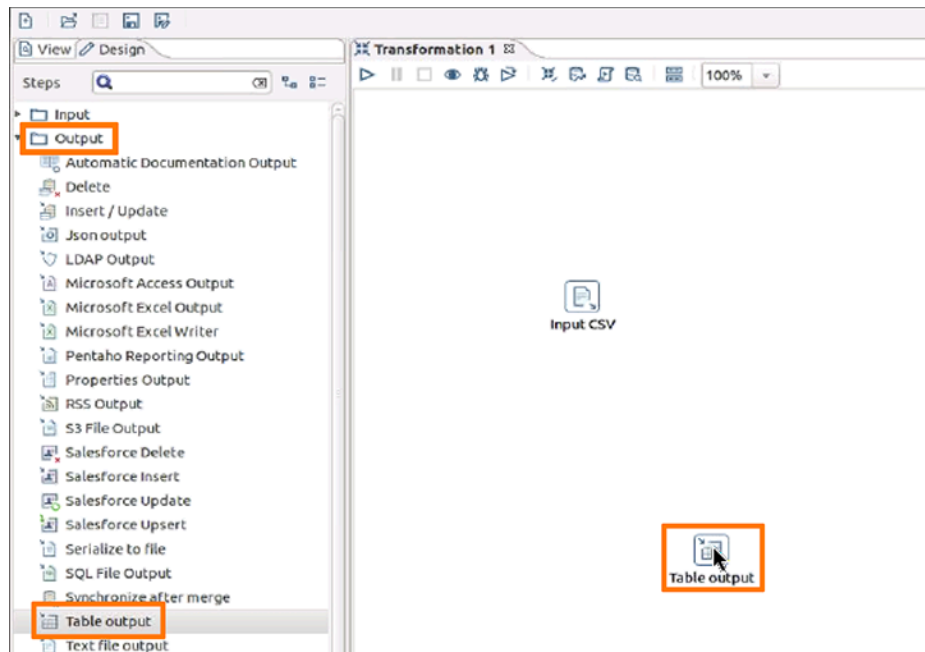 View Design
Transformation 1
Steps
100%
Input
Output
Automatic Documentation Output
Delete
Insert / Update
Json output
LDAP Output
Microsoft Access Output
Microsoft Excel Output
Microsoft Excel Writer
Pentaho Reporting Output
Properties Output
RSS Output
S3 File Output
Salesforce Delete
Salesforce Insert
Salesforce Update
Salesforce Upsert
Serialize to file
SQL File Output
Synchronize after merge
Table output
Text file output
Input CSV
Table output